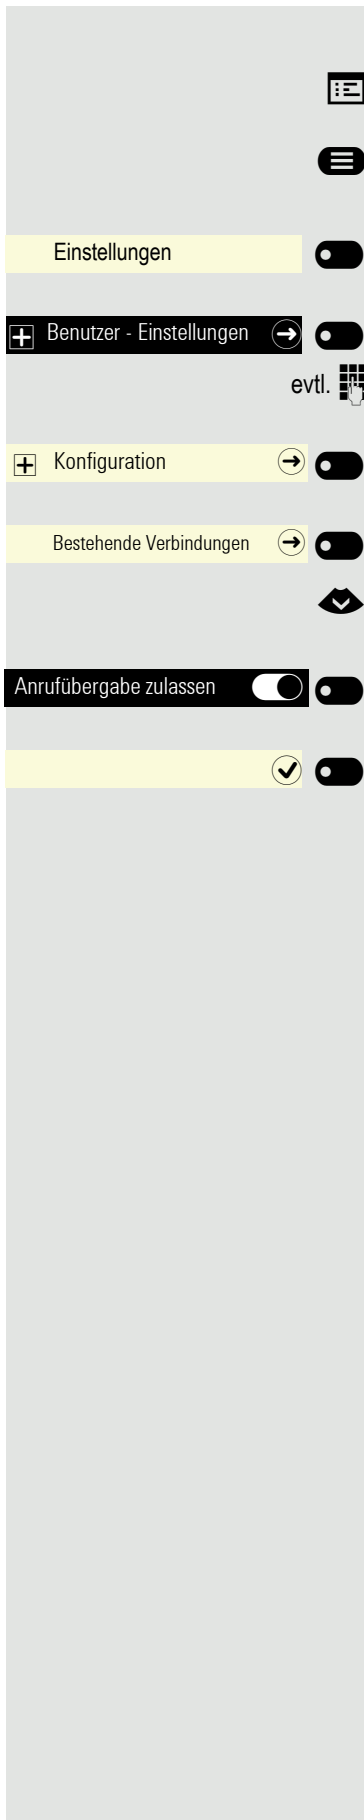 Einstellungen
Benutzer - Einstellungen
evtl.
Konfiguration
Bestehende Verbindungen
Anrufübergabe zulassen